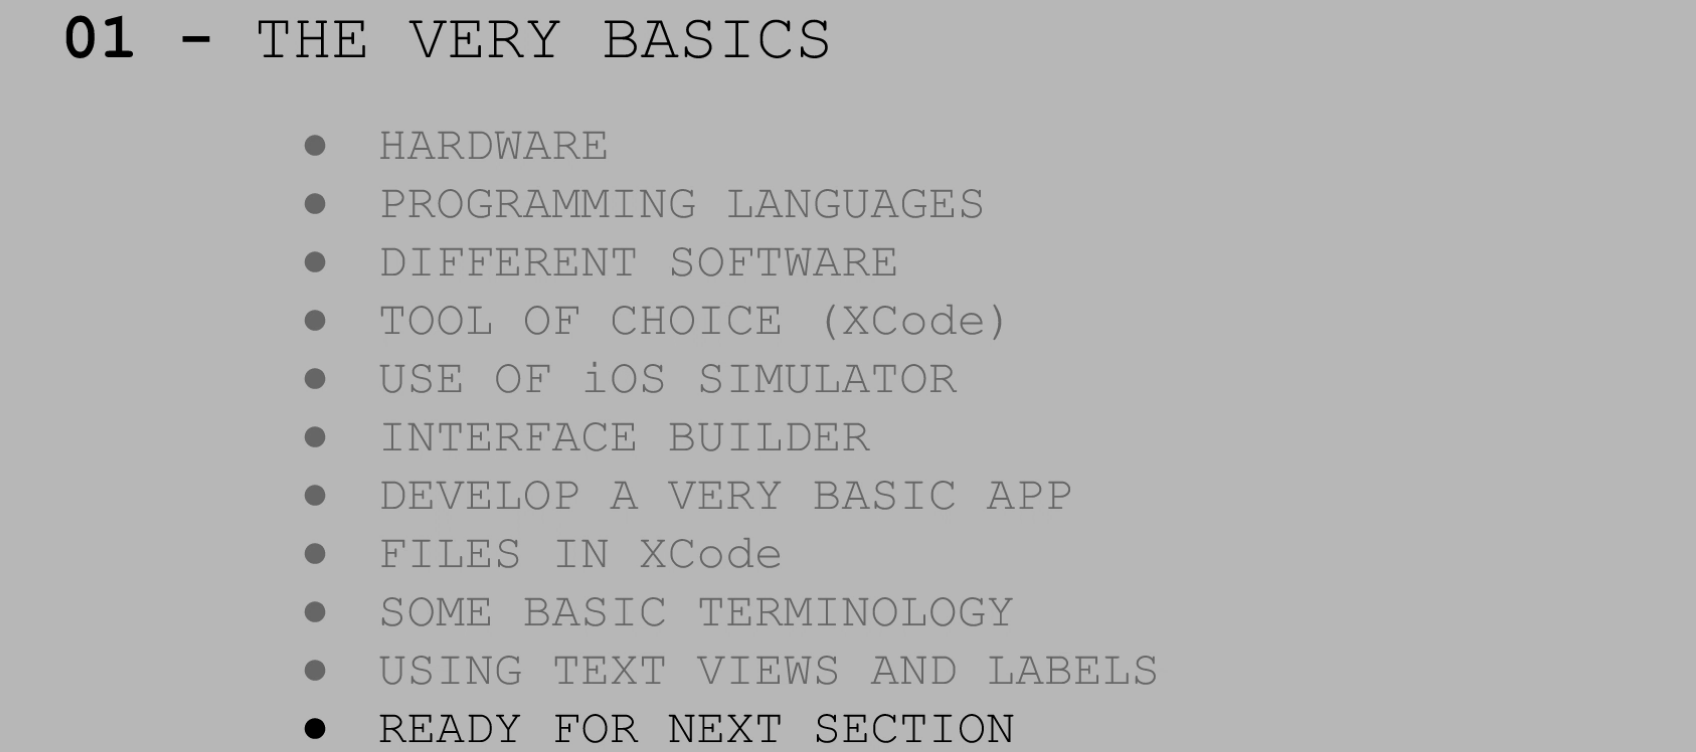 01 - THE VERY BASICS
● HARDWARE
● PROGRAMMING LANGUAGES
● DIFFERENT SOFTWARE
● TOOL OF CHOICE (XCode)
● USE OF iOS SIMULATOR
● INTERFACE BUILDER
● DEVELOP A VERY BASIC APP
● FILES IN XCode
● SOME BASIC TERMINOLOGY
● USING TEXT VIEWS AND LABELS
● READY FOR NEXT SECTION